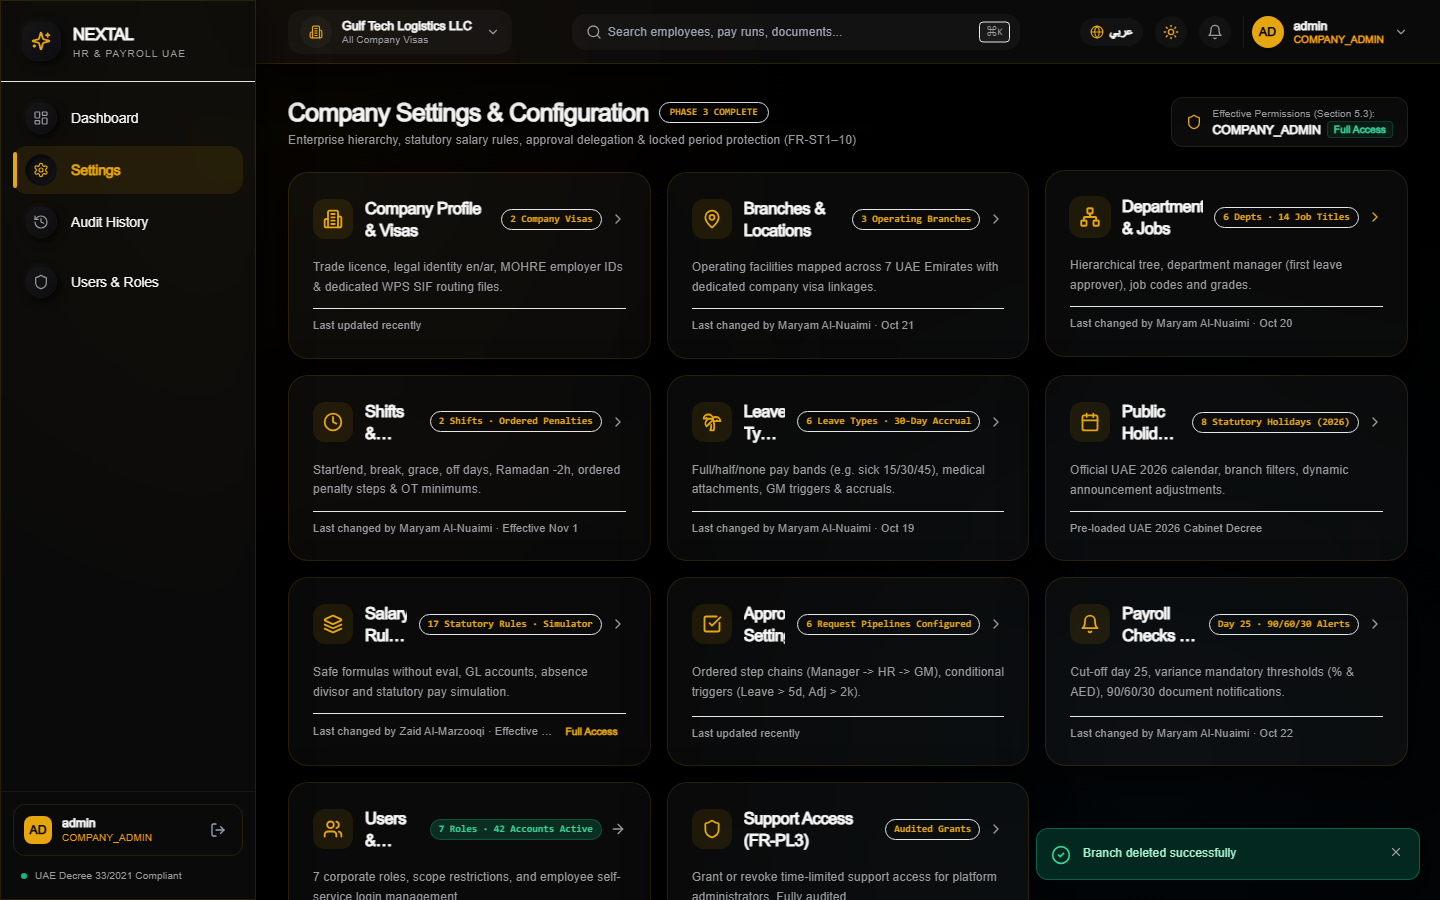 NEXTAL
HR & PAYROLL UAE
Dashboard
Settings
Audit History
Users & Roles
AD
admin
COMPANY_ADMIN
UAE Decree 33/2021 Compliant
Gulf Tech Logistics LLC
All Company Visas
Search employees, pay runs, documents...
⌘K
عربي
AD
admin
COMPANY_ADMIN
Company Settings & Configuration
PHASE 3 COMPLETE
Enterprise hierarchy, statutory salary rules, approval delegation & locked period protection (FR-ST1–10)
Effective Permissions (Section 5.3):
COMPANY_ADMIN
Full Access
Company Profile
& Visas
2 Company Visas
Trade licence, legal identity en/ar, MOHRE employer IDs
& dedicated WPS SIF routing files.
Last updated recently
Branches &
Locations
3 Operating Branches
Operating facilities mapped across 7 UAE Emirates with
dedicated company visa linkages.
Last changed by Maryam Al-Nuaimi · Oct 21
Department
& Jobs
6 Depts · 14 Job Titles
Hierarchical tree, department manager (first leave
approver), job codes and grades.
Last changed by Maryam Al-Nuaimi · Oct 20
Shifts
&...
2 Shifts · Ordered Penalties
Start/end, break, grace, off days, Ramadan -2h, ordered
penalty steps & OT minimums.
Last changed by Maryam Al-Nuaimi · Effective Nov 1
Leave
Ty...
6 Leave Types · 30-Day Accrual
Full/half/none pay bands (e.g. sick 15/30/45), medical
attachments, GM triggers & accruals.
Last changed by Maryam Al-Nuaimi · Oct 19
Public
Holid...
8 Statutory Holidays (2026)
Official UAE 2026 calendar, branch filters, dynamic
announcement adjustments.
Pre-loaded UAE 2026 Cabinet Decree
Salary
Rul...
17 Statutory Rules · Simulator
Safe formulas without eval, GL accounts, absence
divisor and statutory pay simulation.
Last changed by Zaid Al-Marzooqi · Effective ...
Full Access
Appro
Setting
6 Request Pipelines Configured
Ordered step chains (Manager -> HR -> GM), conditional
triggers (Leave > 5d, Adj > 2k).
Last updated recently
Payroll
Checks ...
Day 25 · 90/60/30 Alerts
Cut-off day 25, variance mandatory thresholds (% &
AED), 90/60/30 document notifications.
Last changed by Maryam Al-Nuaimi · Oct 22
Users
&...
7 Roles · 42 Accounts Active
7 corporate roles, scope restrictions, and employee self-
service login management.
Support Access
(FR-PL3)
Audited Grants
Grant or revoke time-limited support access for platform
administrators. Fully audited.
Branch deleted successfully